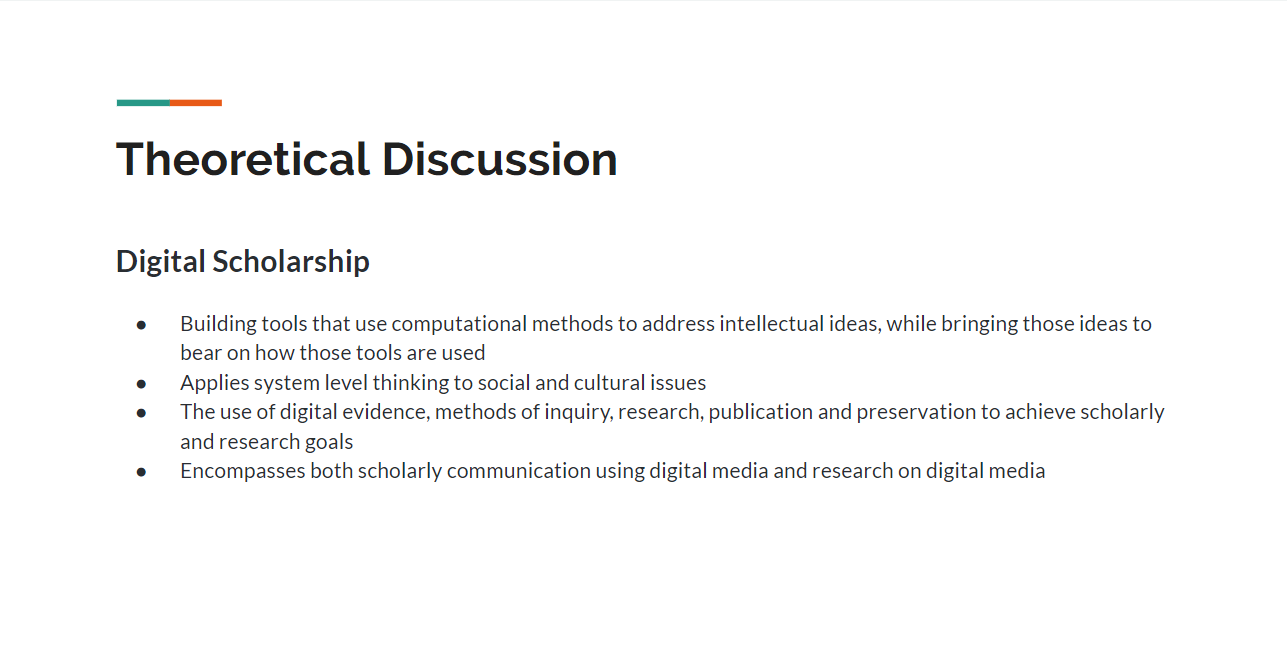 Theoretical Discussion
Digital Scholarship
● Building tools that use computational methods to address intellectual ideas, while bringing those ideas to
bear on how those tools are used
● Applies system level thinking to social and cultural issues
● The use of digital evidence, methods of inquiry, research, publication and preservation to achieve scholarly
and research goals
● Encompasses both scholarly communication using digital media and research on digital media